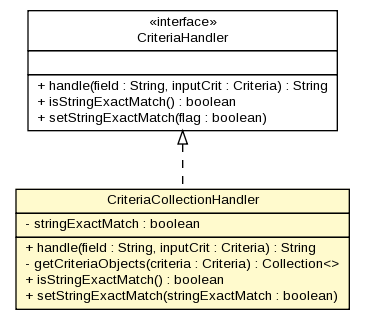 «interface»
CriteriaHandler
+ handle(field : String, inputCrit : Criteria) : String
+ isStringExactMatch() : boolean
+ setStringExactMatch(flag : boolean)
CriteriaCollectionHandler
- stringExactMatch : boolean
+ handle(field : String, inputCrit : Criteria) : String
- getCriteriaObjects(criteria : Criteria) : Collection<>
+ isStringExactMatch() : boolean
+ setStringExactMatch(stringExactMatch : boolean)